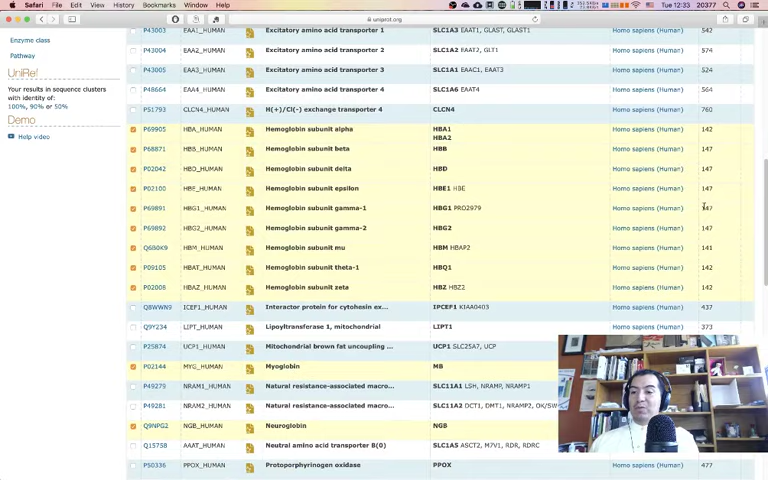 Safari File Edit View History Bookmarks Window Help
Tue 12:33 20377
uniprot.org
Enzyme class
Pathway
UniRef
Your results in sequence clusters
with identity of:
100%, 90% or 50%
Demo
Help video
P43003 EAA1_HUMAN Excitatory amino acid transporter 1 SLC1A3 EAAT1, GLAST, GLAST1 Homo sapiens (Human) 542
P43004 EAA2_HUMAN Excitatory amino acid transporter 2 SLC1A2 EAAT2, GLT1 Homo sapiens (Human) 574
P43005 EAA3_HUMAN Excitatory amino acid transporter 3 SLC1A1 EAAC1, EAAT3 Homo sapiens (Human) 524
P48664 EAA4_HUMAN Excitatory amino acid transporter 4 SLC1A6 EAAT4 Homo sapiens (Human) 564
P51793 CLCN4_HUMAN H(+)/Cl(-) exchange transporter 4 CLCN4 Homo sapiens (Human) 760
P69905 HBA_HUMAN Hemoglobin subunit alpha HBA1 Homo sapiens (Human) 142
HBA2
P68871 HBB_HUMAN Hemoglobin subunit beta HBB Homo sapiens (Human) 147
P02042 HBD_HUMAN Hemoglobin subunit delta HBD Homo sapiens (Human) 147
P02100 HBE_HUMAN Hemoglobin subunit epsilon HBE1 HBE Homo sapiens (Human) 147
P69891 HBG1_HUMAN Hemoglobin subunit gamma-1 HBG1 PRO2979 Homo sapiens (Human) 147
P69892 HBG2_HUMAN Hemoglobin subunit gamma-2 HBG2 Homo sapiens (Human) 147
Q6B0K9 HBM_HUMAN Hemoglobin subunit mu HBM HBAP2 Homo sapiens (Human) 141
P09105 HBAT_HUMAN Hemoglobin subunit theta-1 HBQ1 Homo sapiens (Human) 142
P02008 HBAZ_HUMAN Hemoglobin subunit zeta HBZ HBZ2 Homo sapiens (Human) 142
Q8WWN9 ICEF1_HUMAN Interactor protein for cytohesin ex... IPCEF1 KIAA0403 Homo sapiens (Human) 437
Q9Y234 LIPT_HUMAN Lipoyltransferase 1, mitochondrial LIPT1 Homo sapiens (Human) 373
P25874 UCP1_HUMAN Mitochondrial brown fat uncoupling ... UCP1 SLC25A7, UCP
P02144 MYG_HUMAN Myoglobin MB
P49279 NRAM1_HUMAN Natural resistance-associated macro... SLC11A1 LSH, NRAMP, NRAMP1
P49281 NRAM2_HUMAN Natural resistance-associated macro... SLC11A2 DCT1, DMT1, NRAMP2, OK/SW
Q9NPG2 NGB_HUMAN Neuroglobin NGB
Q15758 AAAT_HUMAN Neutral amino acid transporter B(0) SLC1A5 ASCT2, M7V1, RDR, RDRC
P50336 PPOX_HUMAN Protoporphyrinogen oxidase PPOX Homo sapiens (Human) 477